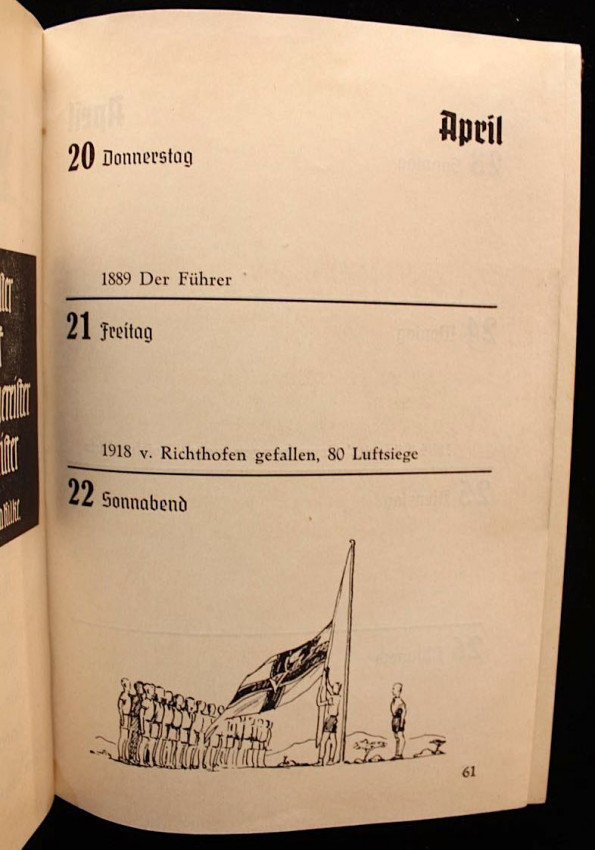 April
20 Donnerstag
1889 Der Führer
21 Freitag
1918 v. Richthofen gefallen, 80 Luftsiege
22 Sonnabend
61